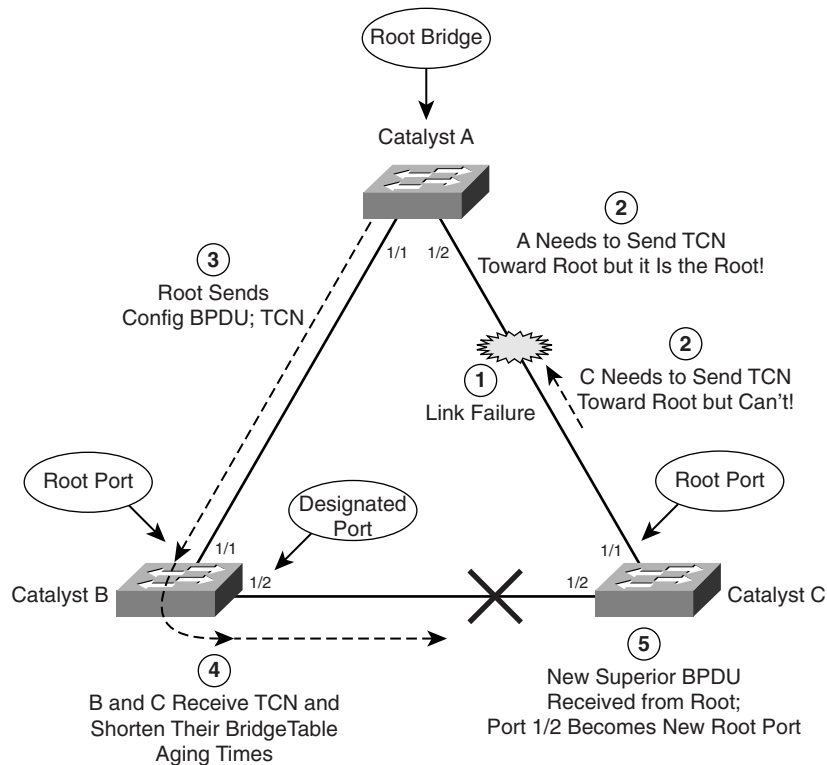 Root Bridge
Catalyst A
2
A Needs to Send TCN
Toward Root but it Is the Root!
1/1
1/2
3
Root Sends
Config BPDU; TCN
2
C Needs to Send TCN
Toward Root but Can't!
1
Link Failure
Root Port
Designated
Port
Root Port
1/1
1/2
Catalyst B
1/1
1/2
Catalyst C
4
B and C Receive TCN and
Shorten Their BridgeTable
Aging Times
5
New Superior BPDU
Received from Root;
Port 1/2 Becomes New Root Port